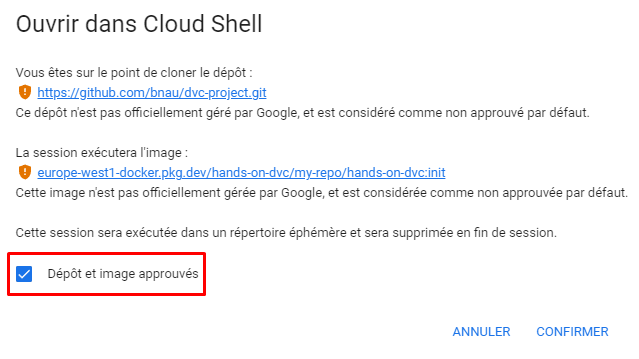 Ouvrir dans Cloud Shell
Vous êtes sur le point de cloner le dépôt :
https://github.com/bnau/dvc-project.git
Ce dépôt n'est pas officiellement géré par Google, et est considéré comme non approuvé par défaut.
La session exécutera l'image :
europe-west1-docker.pkg.dev/hands-on-dvc/my-repo/hands-on-dvc:init
Cette image n'est pas officiellement gérée par Google, et est considérée comme non approuvée par défaut.
Cette session sera exécutée dans un répertoire éphémère et sera supprimée en fin de session.
Dépôt et image approuvés
ANNULER CONFIRMER